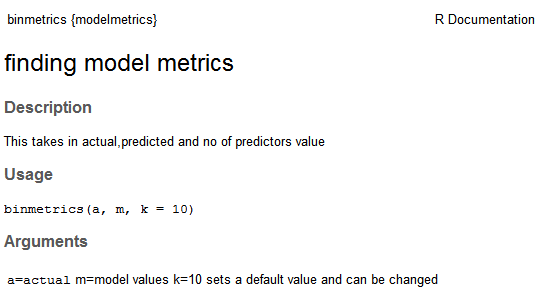 binmetrics {modelmetrics} R Documentation
finding model metrics
Description
This takes in actual,predicted and no of predictors value
Usage
binmetrics(a, m, k = 10)
Arguments
a=actual m=model values k=10 sets a default value and can be changed